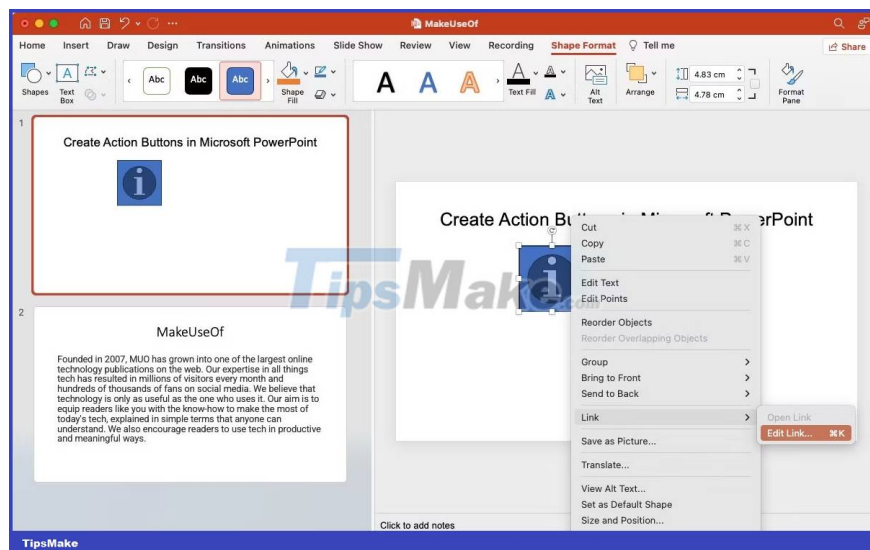 MakeUseOf
Home Insert Draw Design Transitions Animations Slide Show Review View Recording Shape Format Tell me Share
Shapes
Text Box
Abc Abc Abc
Shape Fill
A A A
Text Fill
Alt Text
Arrange
4.83 cm
4.78 cm
Format Pane
1
Create Action Buttons in Microsoft PowerPoint
i
2
MakeUseOf
Founded in 2007, MUO has grown into one of the largest online
technology publications on the web. Our expertise in all things
tech has resulted in millions of visitors every month and
hundreds of thousands of fans on social media. We believe that
technology is only as useful as the one who uses it. Our aim is to
equip readers like you with the know-how to make the most of
today's tech, explained in simple terms that anyone can
understand. We also encourage readers to use tech in productive
and meaningful ways.
Create Action erPoint
i
TipsMake.com
Cut ⌘X
Copy ⌘C
Paste ⌘V
Edit Text
Edit Points
Reorder Objects
Reorder Overlapping Objects
Group >
Bring to Front >
Send to Back >
Link >
Open Link
Edit Link... ⌘K
Save as Picture...
Translate...
View Alt Text...
Set as Default Shape
Size and Position...
Click to add notes
TipsMake